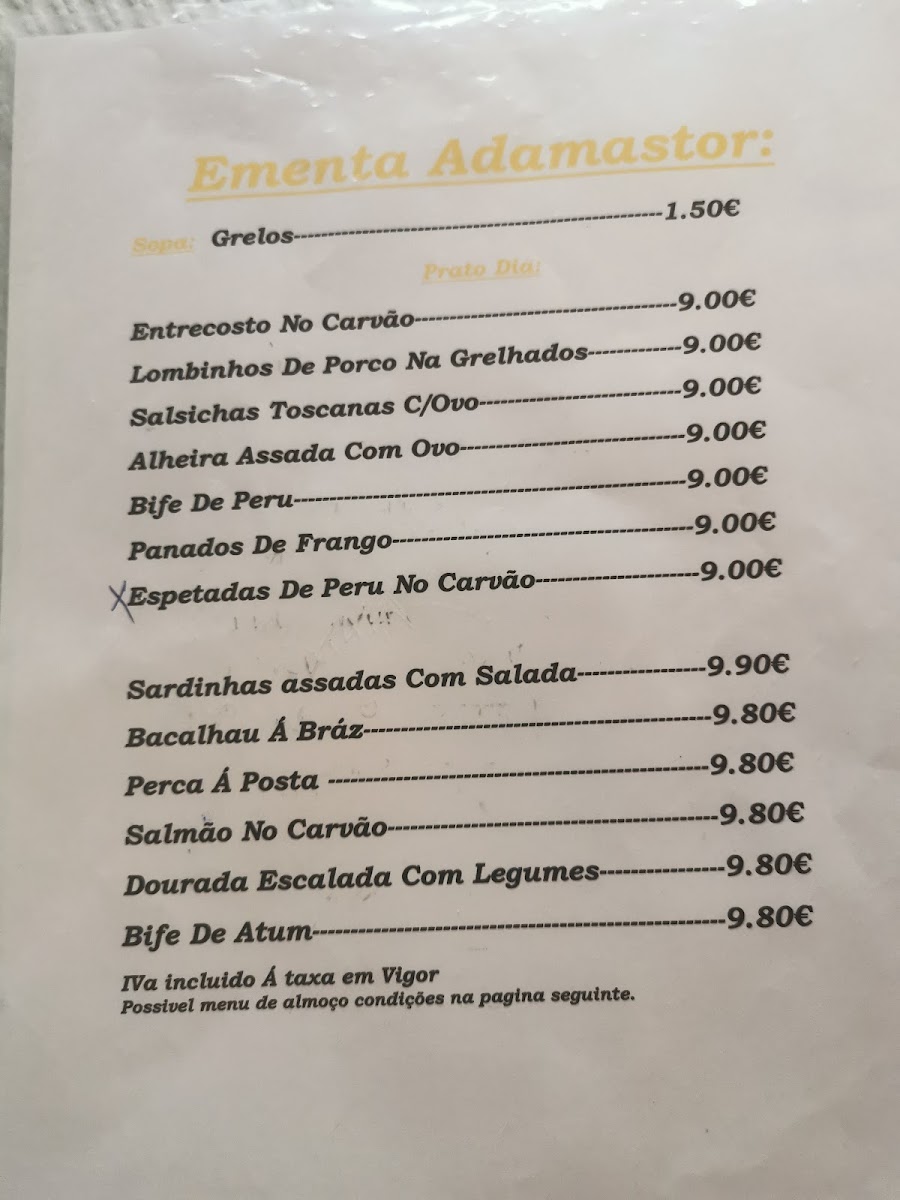 Ementa Adamastor:
Sopa: Grelos-----------------------------------------------------1.50€
Prato Dia:
Entrecosto No Carvão--------------------------------------9.00€
Lombinhos De Porco Na Grelhados-------------9.00€
Salsichas Toscanas C/Ovo-----------------------------9.00€
Alheira Assada Com Ovo--------------------------------9.00€
Bife De Peru--------------------------------------------------------9.00€
Panados De Frango-------------------------------------------9.00€
XEspetadas De Peru No Carvão-----------------------9.00€
Sardinhas assadas Com Salada-----------------9.90€
Bacalhau Á Bráz----------------------------------------------9.80€
Perca Á Posta --------------------------------------------------9.80€
Salmão No Carvão--------------------------------------------9.80€
Dourada Escalada Com Legumes----------------9.80€
Bife De Atum------------------------------------------------------9.80€
IVa incluido Á taxa em Vigor
Possivel menu de almoço condições na pagina seguinte.